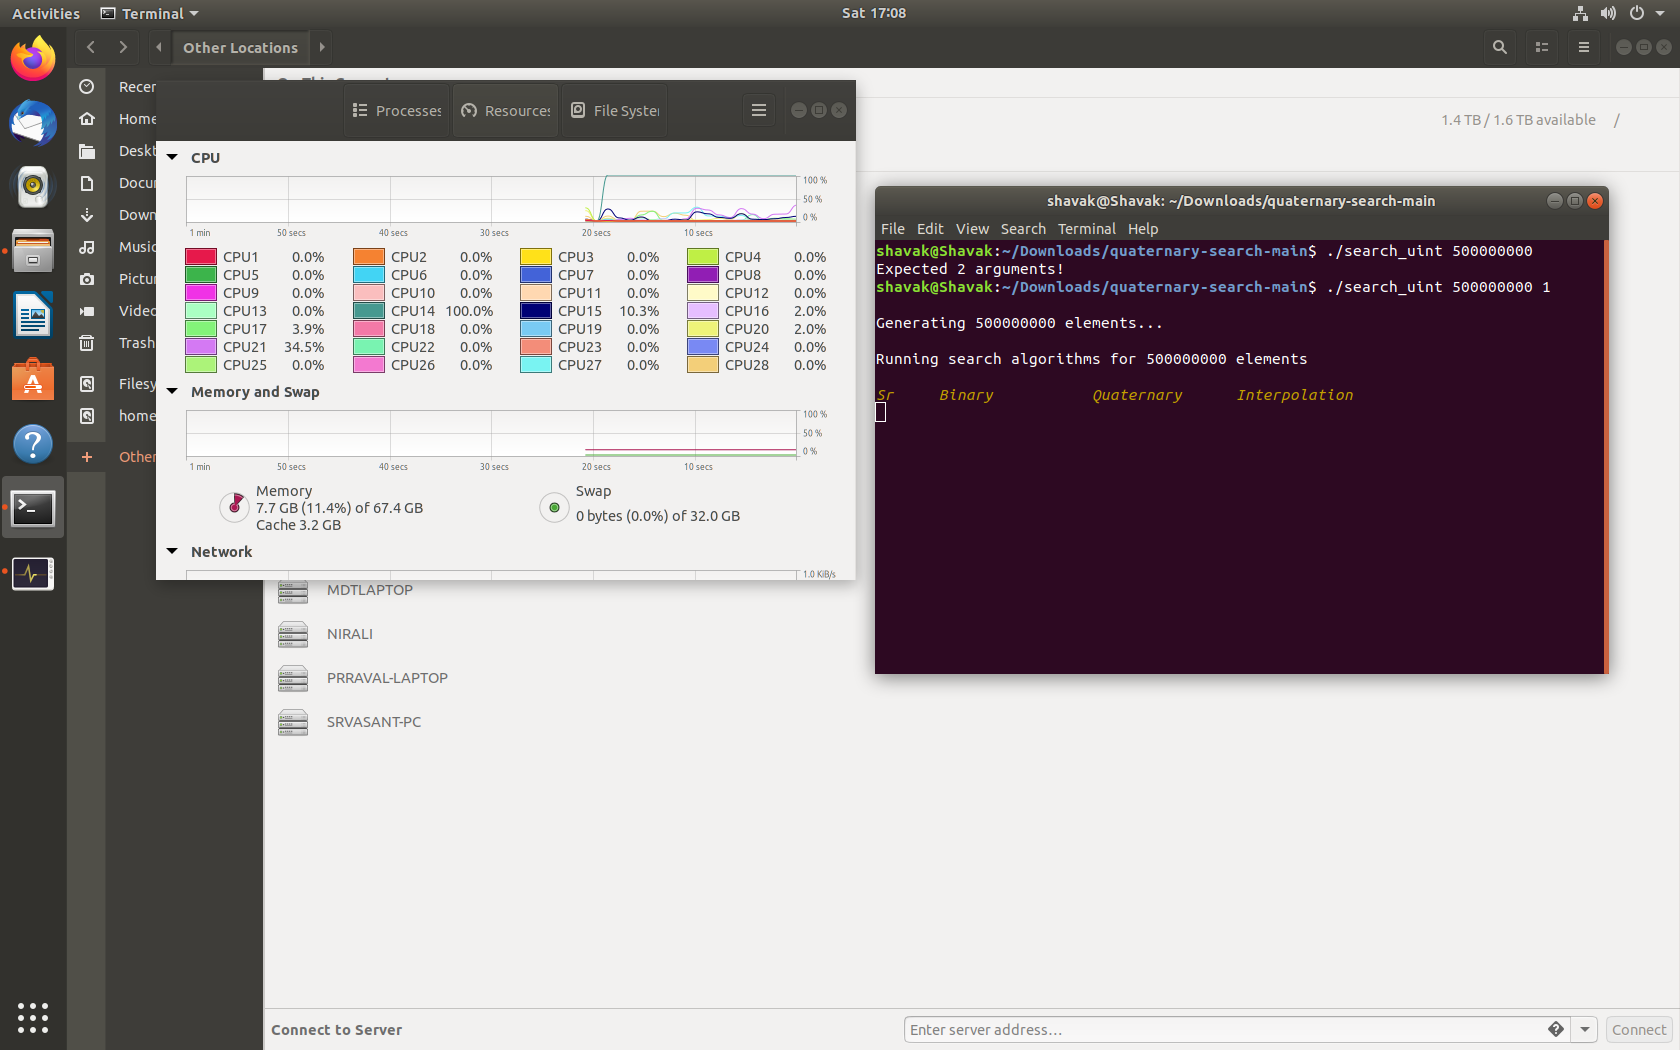 Activities Terminal Sat 17:08
Other Locations
1.4 TB / 1.6 TB available /
Recen
Home
Deskt
Docu
Down
Music
Pictu
Video
Trash
Filesy
home
Other
Processes Resources File System
CPU
100 %
50 %
0 %
1 min 50 secs 40 secs 30 secs 20 secs 10 secs
CPU1 0.0% CPU2 0.0% CPU3 0.0% CPU4 0.0%
CPU5 0.0% CPU6 0.0% CPU7 0.0% CPU8 0.0%
CPU9 0.0% CPU10 0.0% CPU11 0.0% CPU12 0.0%
CPU13 0.0% CPU14 100.0% CPU15 10.3% CPU16 2.0%
CPU17 3.9% CPU18 0.0% CPU19 0.0% CPU20 2.0%
CPU21 34.5% CPU22 0.0% CPU23 0.0% CPU24 0.0%
CPU25 0.0% CPU26 0.0% CPU27 0.0% CPU28 0.0%
Memory and Swap
100 %
50 %
0 %
1 min 50 secs 40 secs 30 secs 20 secs 10 secs
Memory
7.7 GB (11.4%) of 67.4 GB
Cache 3.2 GB
Swap
0 bytes (0.0%) of 32.0 GB
Network
1.0 KiB/s
MDTLAPTOP
NIRALI
PRRAVAL-LAPTOP
SRVASANT-PC
Connect to Server Enter server address… Connect
shavak@Shavak: ~/Downloads/quaternary-search-main
File Edit View Search Terminal Help
shavak@Shavak:~/Downloads/quaternary-search-main$ ./search_uint 500000000
Expected 2 arguments!
shavak@Shavak:~/Downloads/quaternary-search-main$ ./search_uint 500000000 1
Generating 500000000 elements...
Running search algorithms for 500000000 elements
Sr Binary Quaternary Interpolation